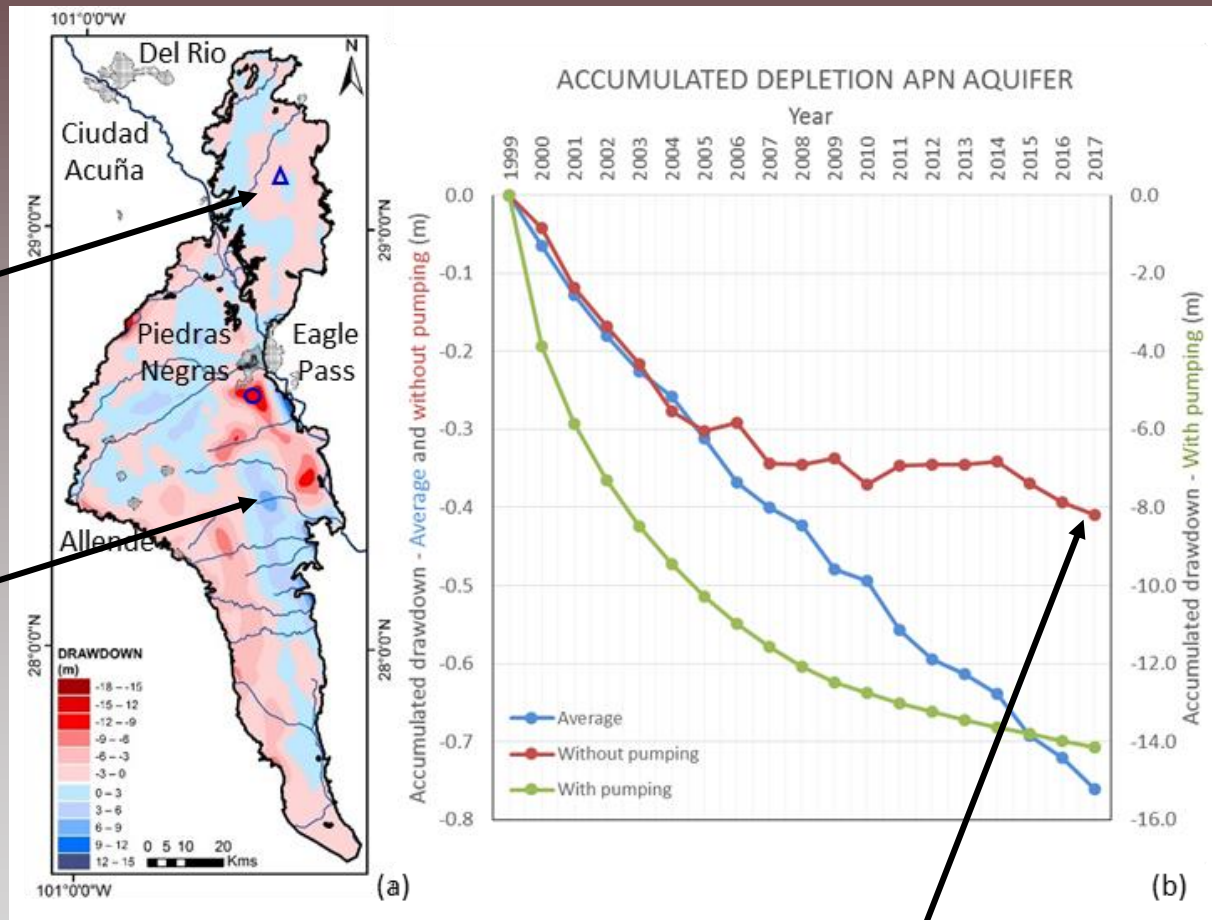 101°0'0"W
Del Rio
N
Ciudad
Acuña
29°0'0"N
29°0'0"N
Piedras
Negras
Eagle
Pass
Allende
28°0'0"N
28°0'0"N
DRAWDOWN
(m)
-18 – -15
-15 – 12
-12 – -9
-9 – -6
-6 – -3
-3 – 0
0 – 3
3 – 6
6 – 9
9 – 12
12 – 15
0 5 10 20
Kms
101°0'0"W
(a)
ACCUMULATED DEPLETION APN AQUIFER
Year
1999 2000 2001 2002 2003 2004 2005 2006 2007 2008 2009 2010 2011 2012 2013 2014 2015 2016 2017
Accumulated drawdown - Average and without pumping (m)
0.0
-0.1
-0.2
-0.3
-0.4
-0.5
-0.6
-0.7
-0.8
Average
Without pumping
With pumping
0.0
-2.0
-4.0
-6.0
-8.0
-10.0
-12.0
-14.0
-16.0
Accumulated drawdown - With pumping (m)
(b)